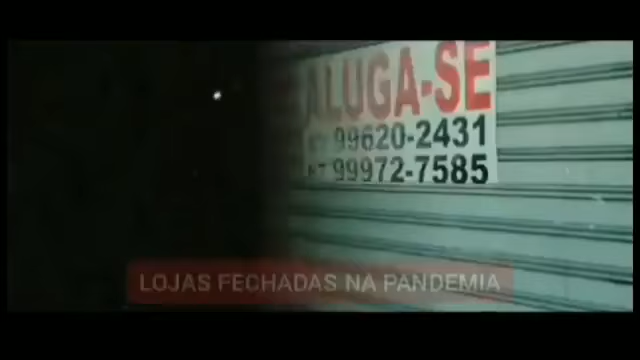 ALUGA-SE
99620-2431
99972-7585
LOJAS FECHADAS NA PANDEMIA